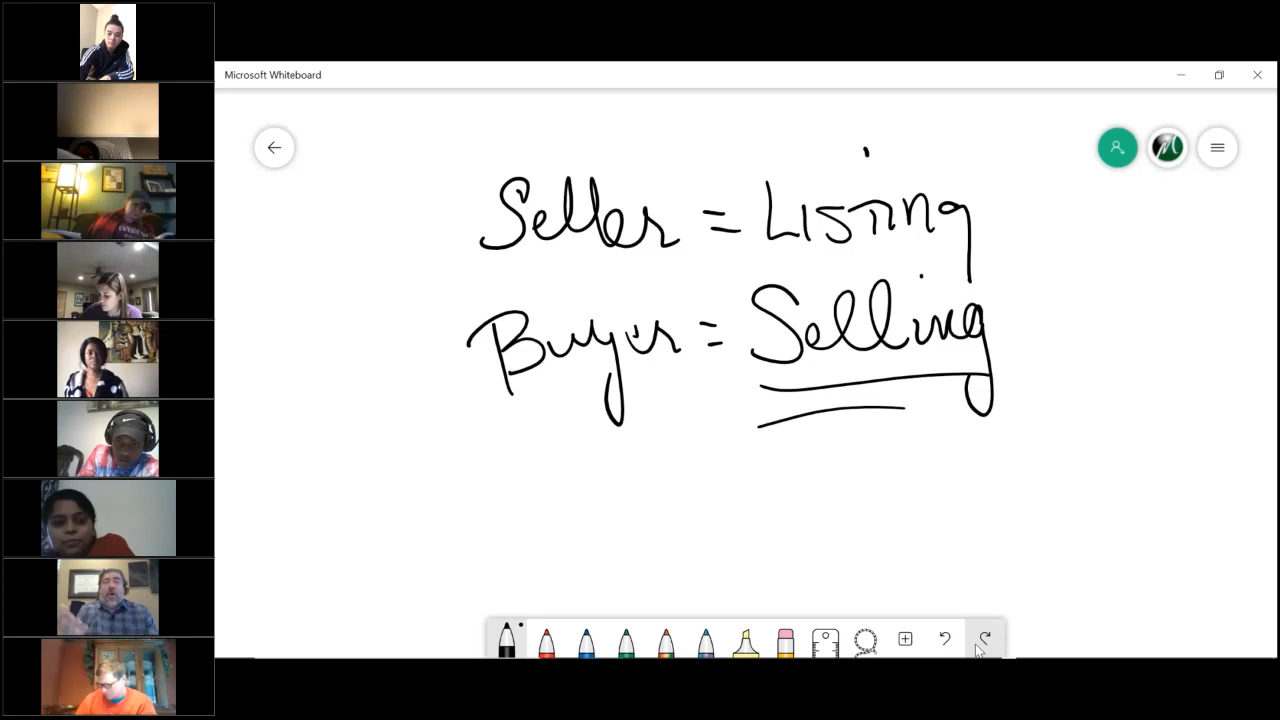 Microsoft Whiteboard
Seller = Listing
Buyer = Selling